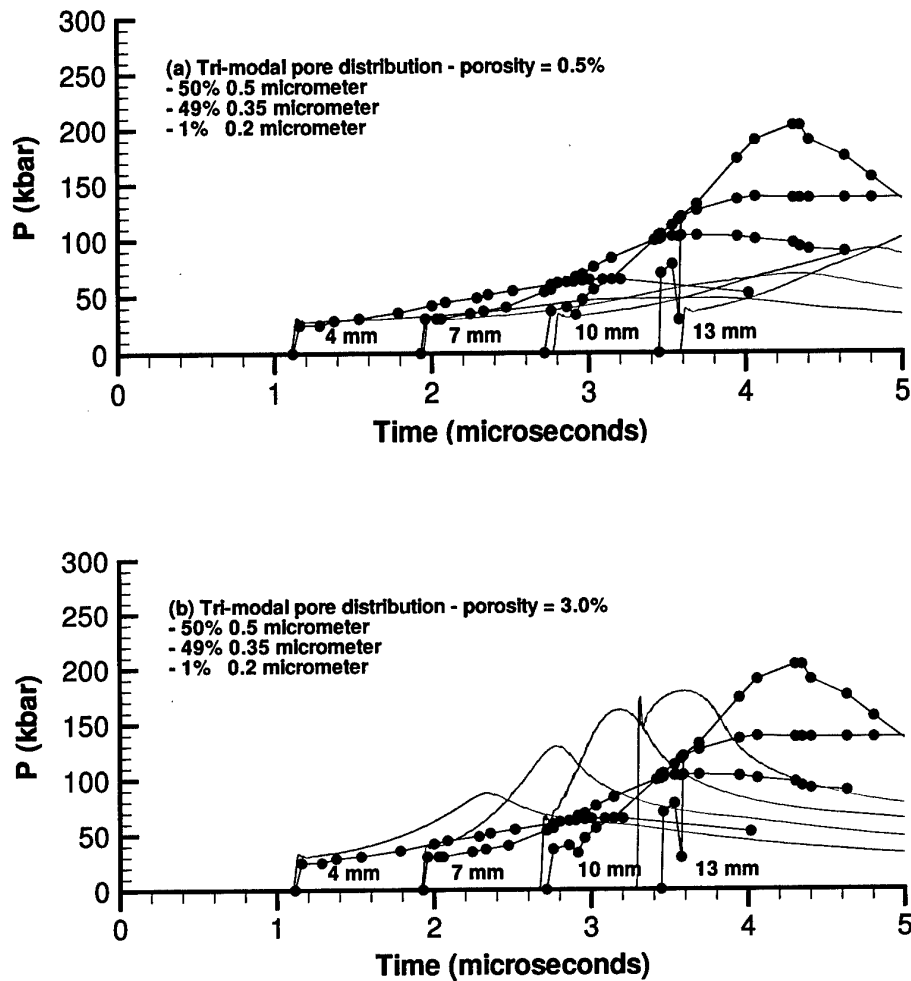 300
250
200
150
100
50
0
P (kbar)
(a) Tri-modal pore distribution - porosity = 0.5%
- 50% 0.5 micrometer
- 49% 0.35 micrometer
- 1% 0.2 micrometer
4 mm
7 mm
10 mm
13 mm
0 1 2 3 4 5
Time (microseconds)
300
250
200
150
100
50
0
P (kbar)
(b) Tri-modal pore distribution - porosity = 3.0%
- 50% 0.5 micrometer
- 49% 0.35 micrometer
- 1% 0.2 micrometer
4 mm
7 mm
10 mm
13 mm
0 1 2 3 4 5
Time (microseconds)